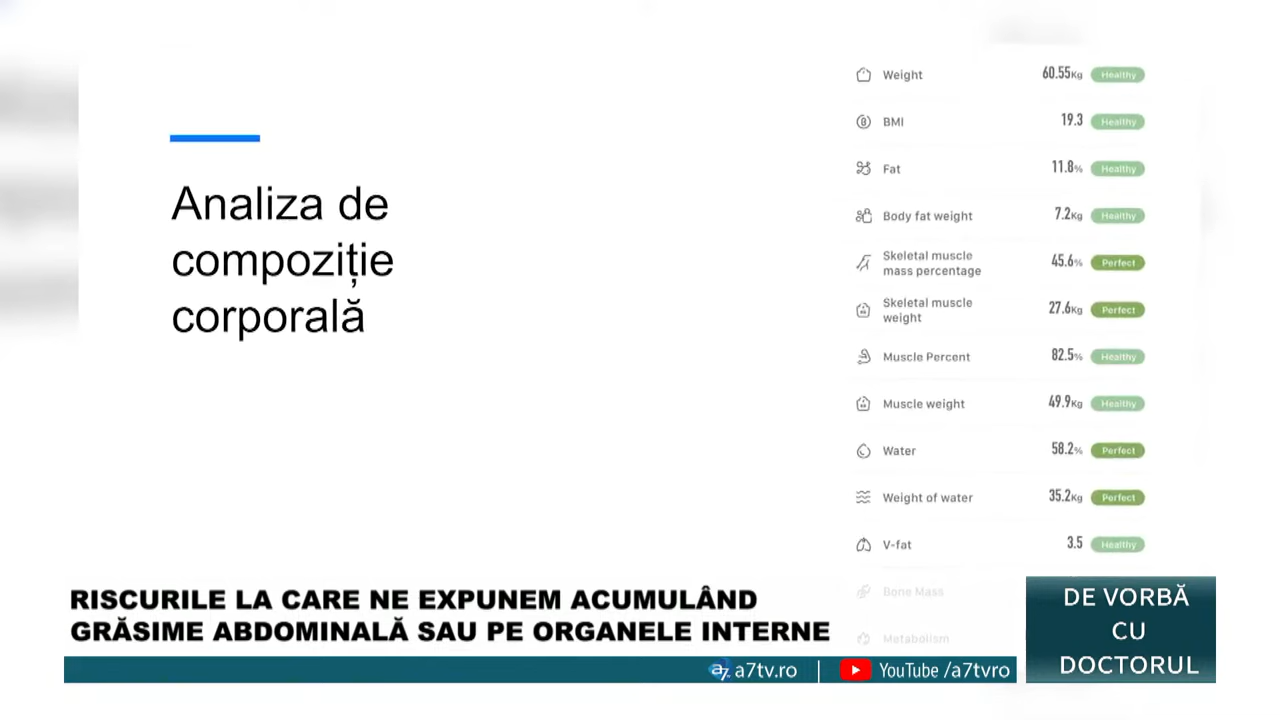 Analiza de
compoziție
corporală
Weight 60.55Kg Healthy
BMI 19.3 Healthy
Fat 11.8% Healthy
Body fat weight 7.2Kg Healthy
Skeletal muscle
mass percentage 45.6% Perfect
Skeletal muscle
weight 27.6Kg Perfect
Muscle Percent 82.5% Healthy
Muscle weight 49.9Kg Healthy
Water 58.2% Perfect
Weight of water 35.2Kg Perfect
V-fat 3.5 Healthy
Bone Mass
Metabolism
RISCURILE LA CARE NE EXPUNEM ACUMULÂND
GRĂSIME ABDOMINALĂ SAU PE ORGANELE INTERNE
DE VORBĂ
CU
DOCTORUL
a7 a7tv.ro | YouTube /a7tvro